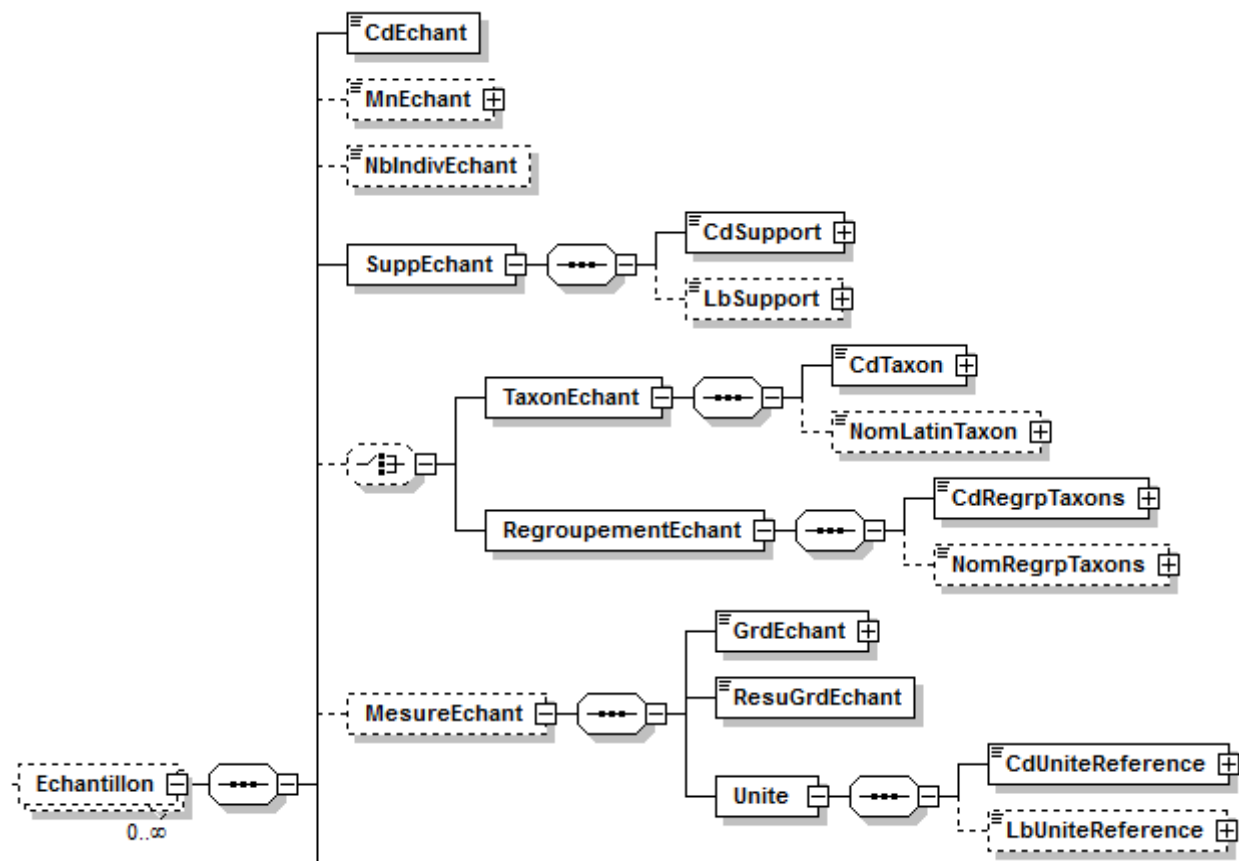 CdEchant
MnEchant
NbIndivEchant
CdSupport
SuppEchant
LbSupport
CdTaxon
TaxonEchant
NomLatinTaxon
CdRegrpTaxons
RegroupementEchant
NomRegrpTaxons
GrdEchant
ResuGrdEchant
MesureEchant
CdUniteReference
Echantillon
Unite
LbUniteReference
0..∞